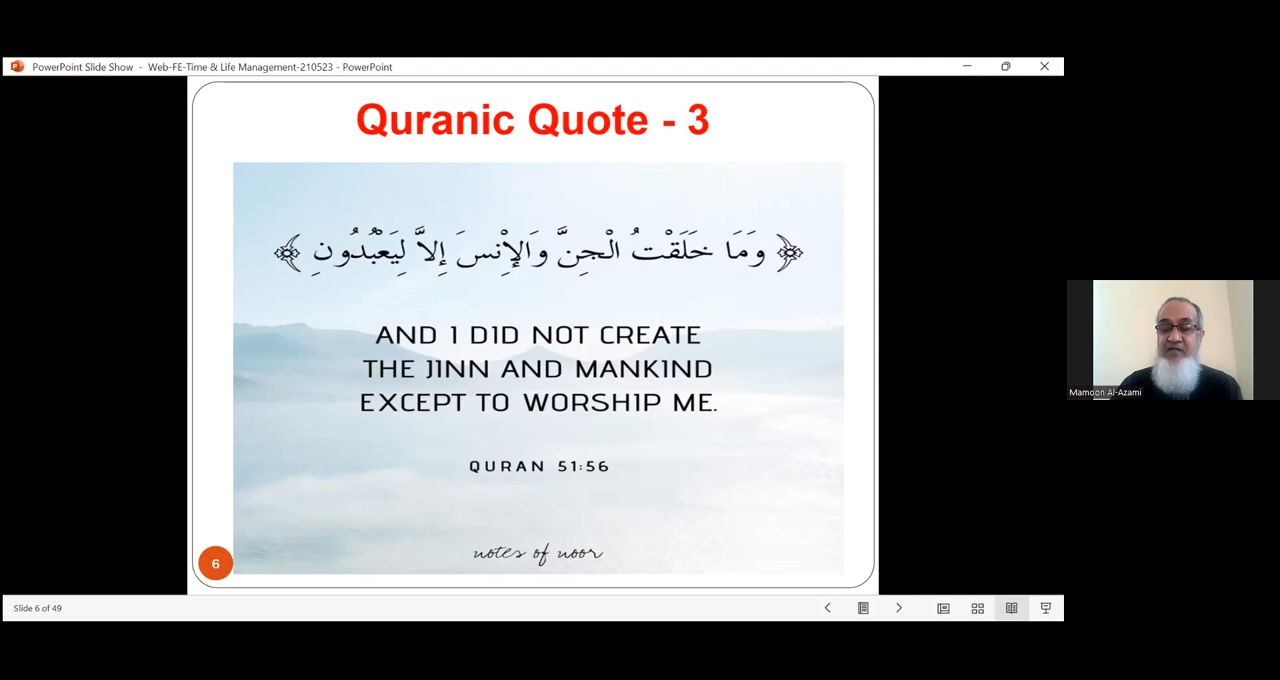 PowerPoint Slide Show - Web-FE-Time & Life Management-210523 - PowerPoint
Quranic Quote - 3
﴿ وَمَا خَلَقْتُ الْجِنَّ وَالْإِنْسَ إِلاَّ لِيَعْبُدُونِ ﴾
AND I DID NOT CREATE
THE JINN AND MANKIND
EXCEPT TO WORSHIP ME.
QURAN 51:56
notes of noor
6
Slide 6 of 49
Mamoon Al-Azami